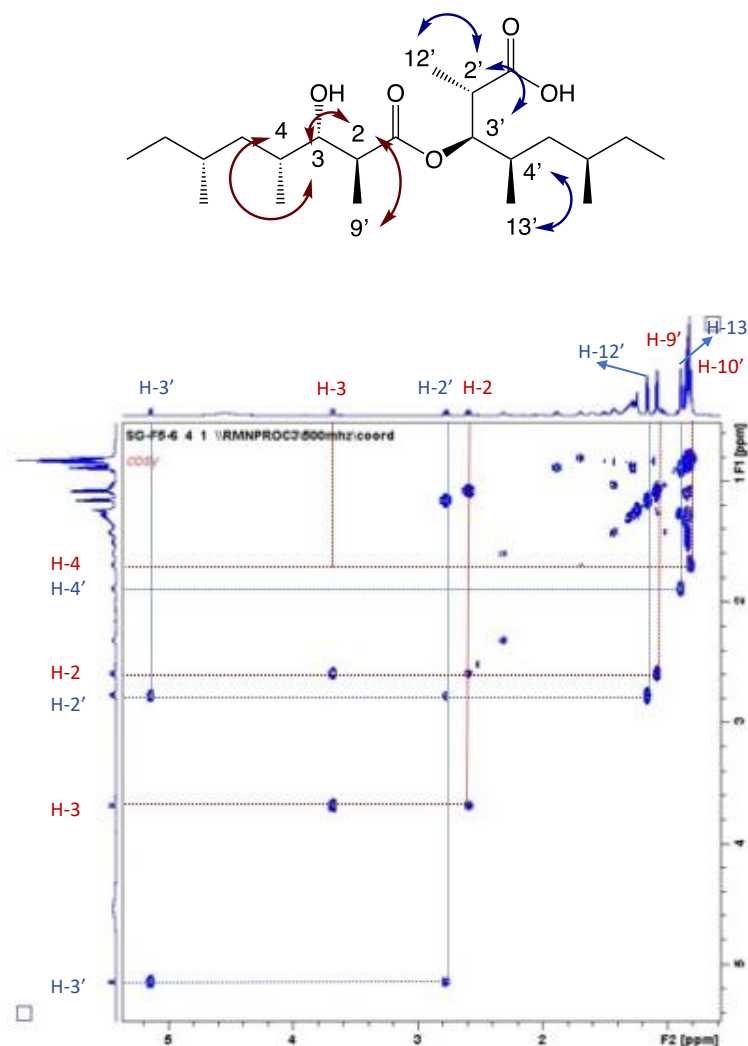 O
12' 2'
OH O OH
4 2 3'
3 O 4'
9' 13'
H-13
H-9'
H-12' H-10'
H-3' H-3 H-2' H-2
SG-F5-6 4 1 \\RMNPROC2\500mhz\coord
COSY
1 F1 [ppm]
H-4
H-4'
2
H-2
H-2'
3
H-3
4
H-3'
5
5 4 3 2 F2 [ppm]